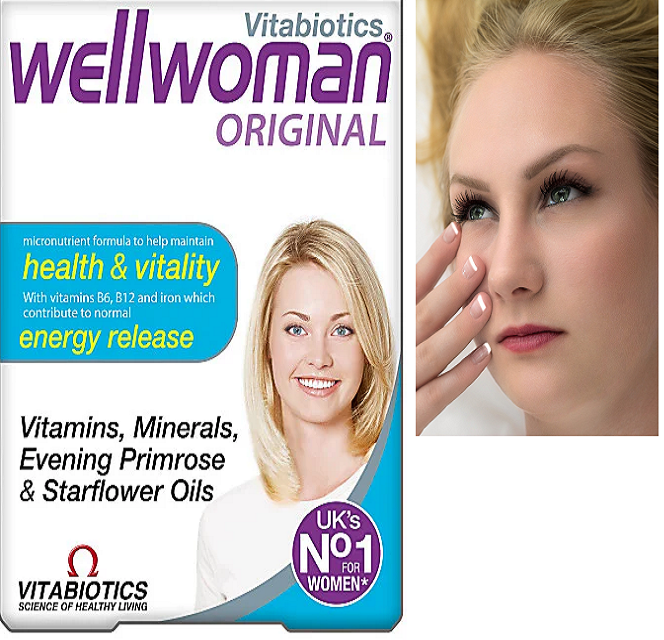 Vitabiotics
wellwoman®
ORIGINAL
micronutrient formula to help maintain
health & vitality
With vitamins B6, B12 and iron which
contribute to normal
energy release
Vitamins, Minerals,
Evening Primrose
& Starflower Oils
UK's
No1
FOR
WOMEN*
VITABIOTICS
SCIENCE OF HEALTHY LIVING